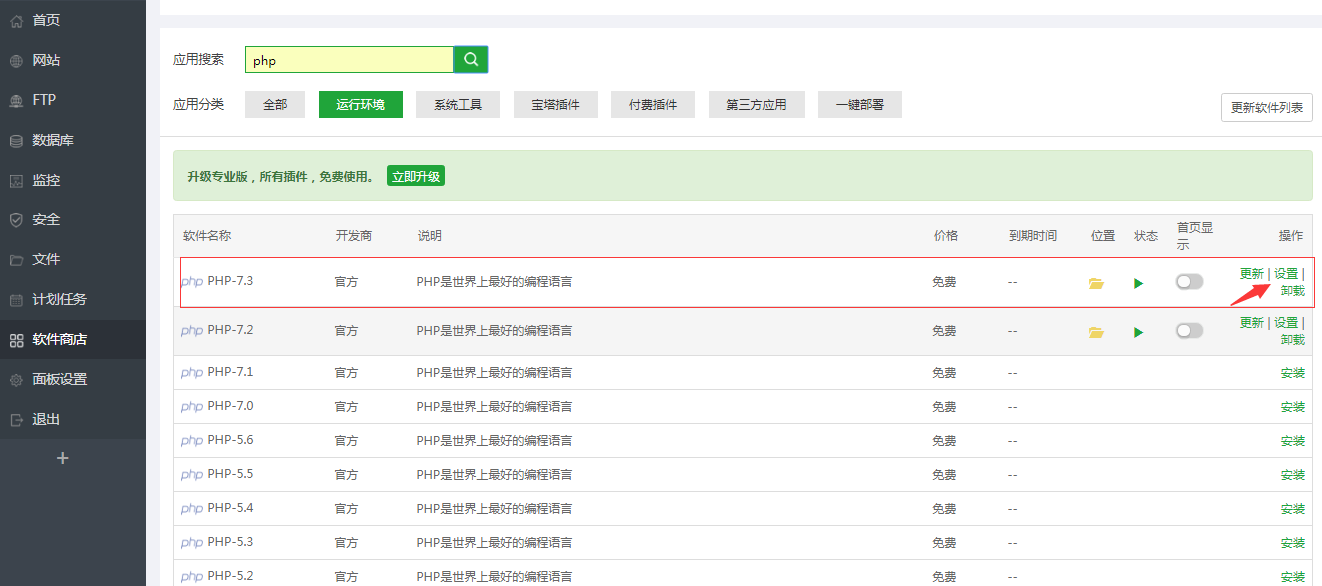 首页
网站
FTP
数据库
监控
安全
文件
计划任务
软件商店
面板设置
退出
+
应用搜索 php
应用分类 全部 运行环境 系统工具 宝塔插件 付费插件 第三方应用 一键部署 更新软件列表
升级专业版，所有插件，免费使用。 立即升级
软件名称 开发商 说明 价格 到期时间 位置 状态 首页显示 操作
php PHP-7.3 官方 PHP是世界上最好的编程语言 免费 -- 更新 | 设置 | 卸载
php PHP-7.2 官方 PHP是世界上最好的编程语言 免费 -- 更新 | 设置 | 卸载
php PHP-7.1 官方 PHP是世界上最好的编程语言 免费 -- 安装
php PHP-7.0 官方 PHP是世界上最好的编程语言 免费 -- 安装
php PHP-5.6 官方 PHP是世界上最好的编程语言 免费 -- 安装
php PHP-5.5 官方 PHP是世界上最好的编程语言 免费 -- 安装
php PHP-5.4 官方 PHP是世界上最好的编程语言 免费 -- 安装
php PHP-5.3 官方 PHP是世界上最好的编程语言 免费 -- 安装
php PHP-5.2 官方 PHP是世界上最好的编程语言 免费 -- 安装